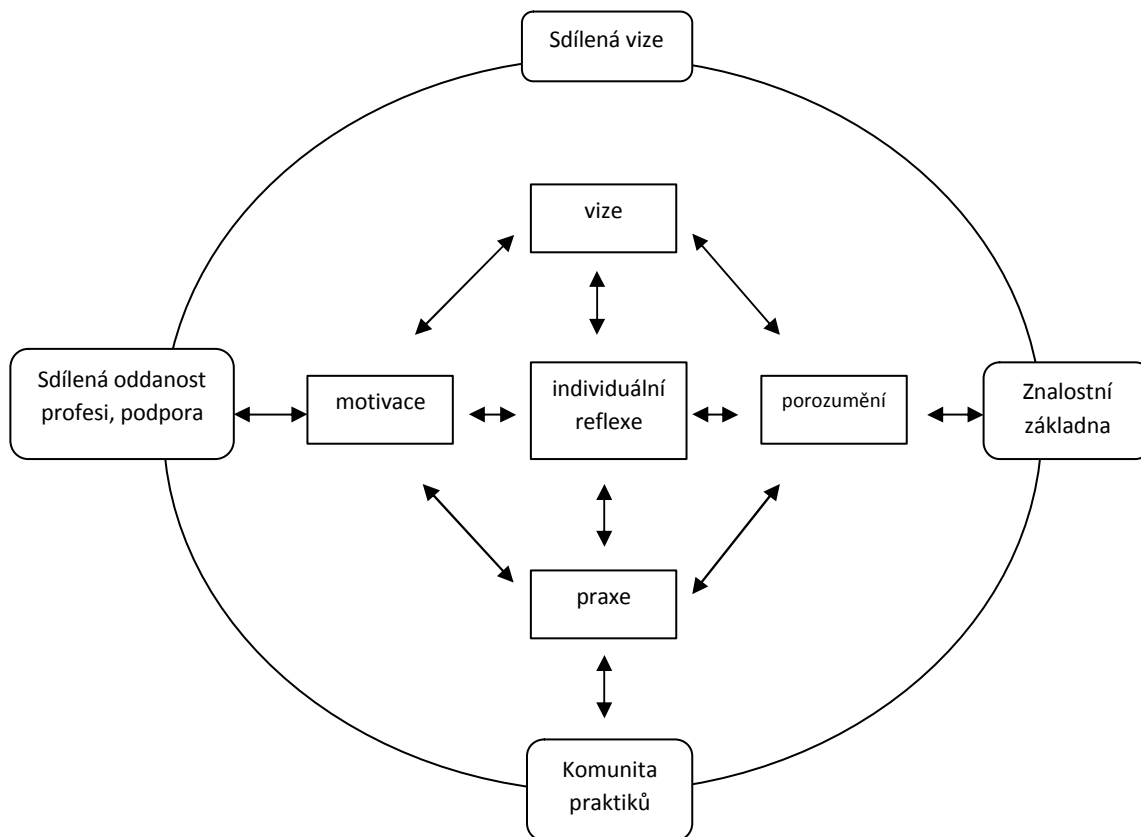 Sdílená vize
vize
Sdílená oddanost
profesi, podpora
motivace
individuální
reflexe
porozumění
Znalostní
základna
praxe
Komunita
praktiků